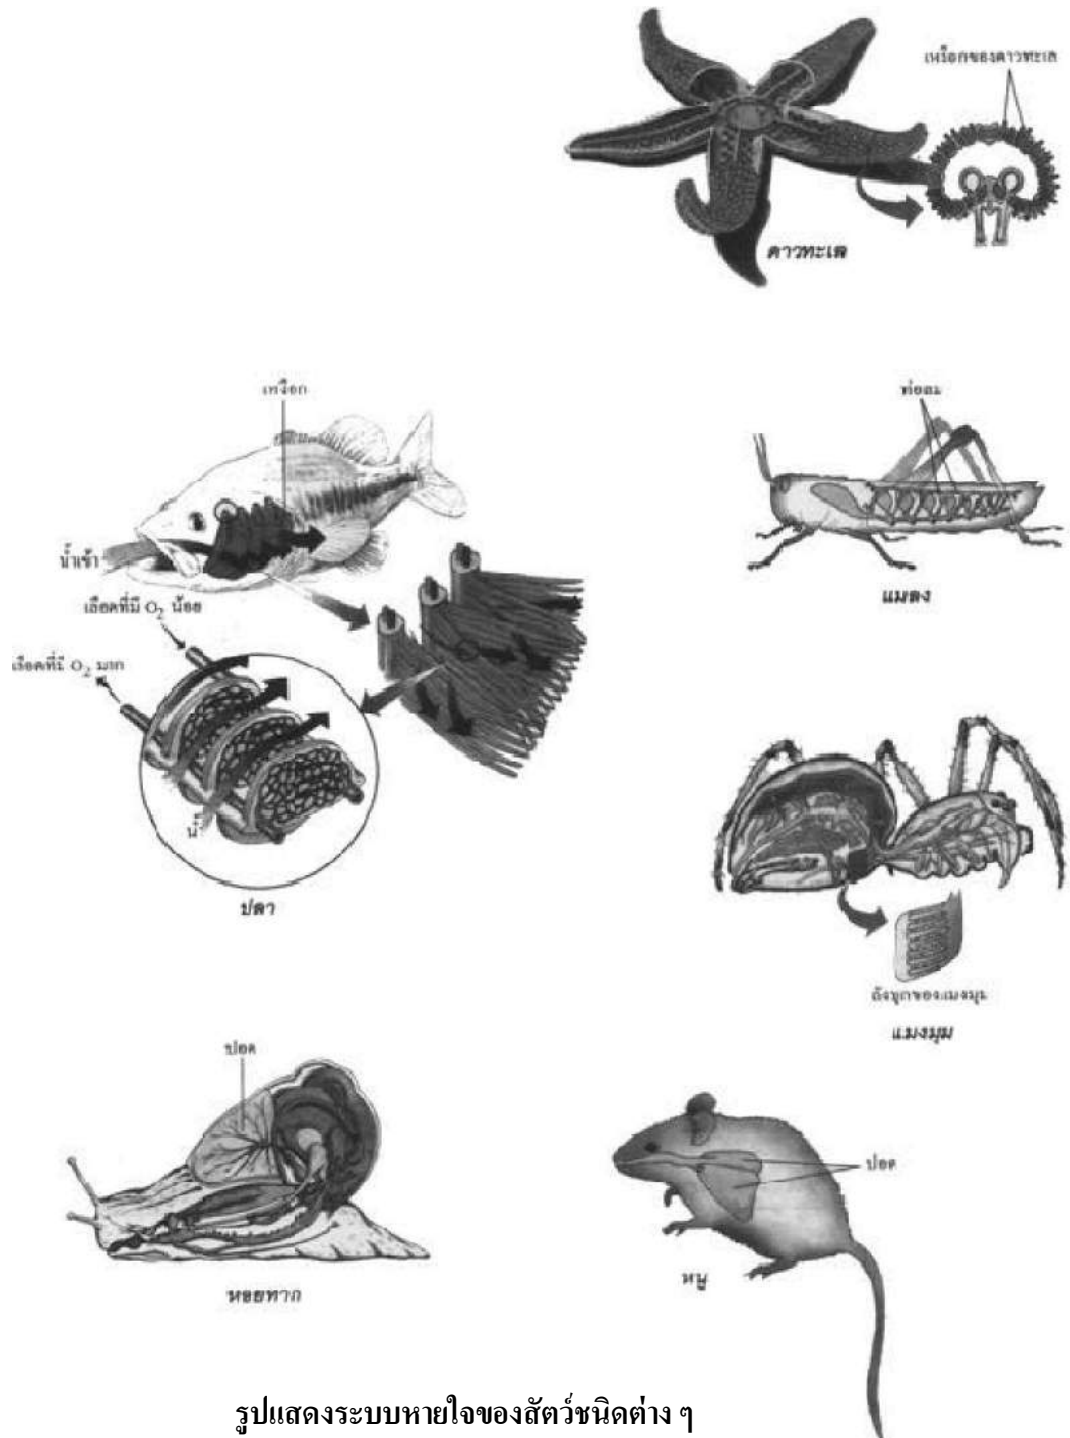 เหงือกของดาวทะเล
ดาวทะเล
เหงือก
น้ำเข้า
เลือดที่มี O₂ น้อย
เลือดที่มี O₂ มาก
น้ำ
ปลา
ท่อลม
แมลง
ถังบุกของแมงมุม
แมงมุม
ปอด
หอยทาก
ปอด
หนู
รูปแสดงระบบหายใจของสัตว์ชนิดต่าง ๆ